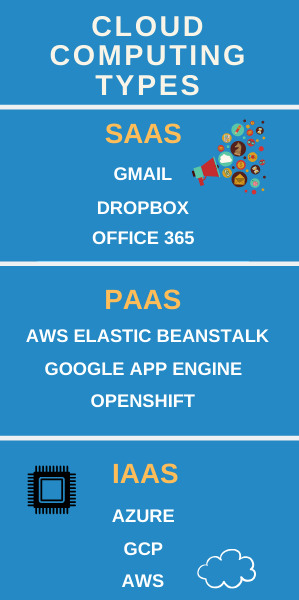 CLOUD
COMPUTING
TYPES
SAAS
GMAIL
DROPBOX
OFFICE 365
PAAS
AWS ELASTIC BEANSTALK
GOOGLE APP ENGINE
OPENSHIFT
IAAS
AZURE
GCP
AWS